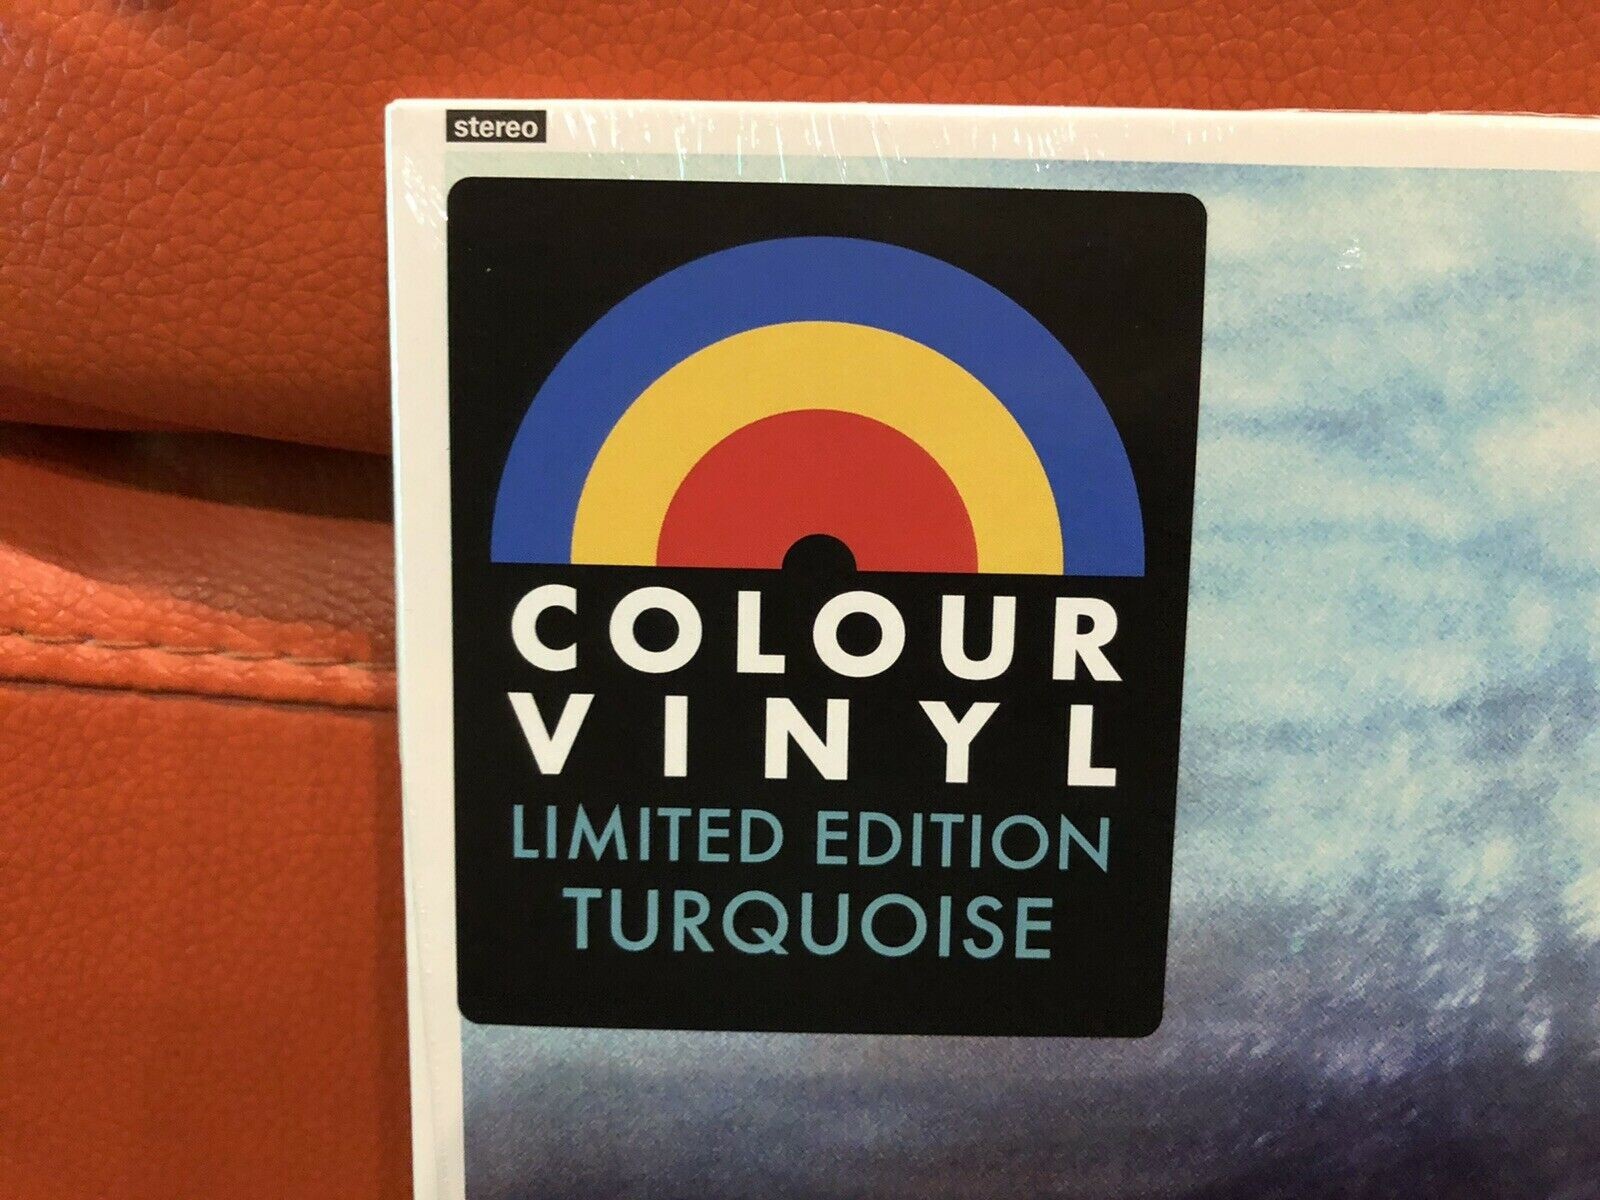 stereo
COLOUR
VINYL
LIMITED EDITION
TURQUOISE